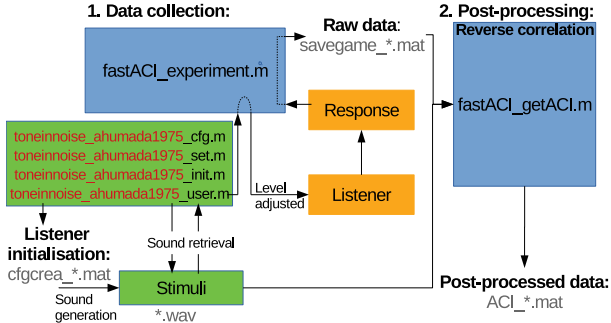 1. Data collection:
fastACI_experiment.m
Raw data:
savegame_*.mat
2. Post-processing:
Reverse correlation
fastACI_getACI.m
Response
Listener
Level
adjusted
toneinnoise_ahumada1975_cfg.m
toneinnoise_ahumada1975_set.m
toneinnoise_ahumada1975_init.m
toneinnoise_ahumada1975_user.m
Listener
initialisation:
cfgcrea_*.mat
Sound retrieval
Sound
generation
Stimuli
*.wav
Post-processed data:
ACI_*.mat